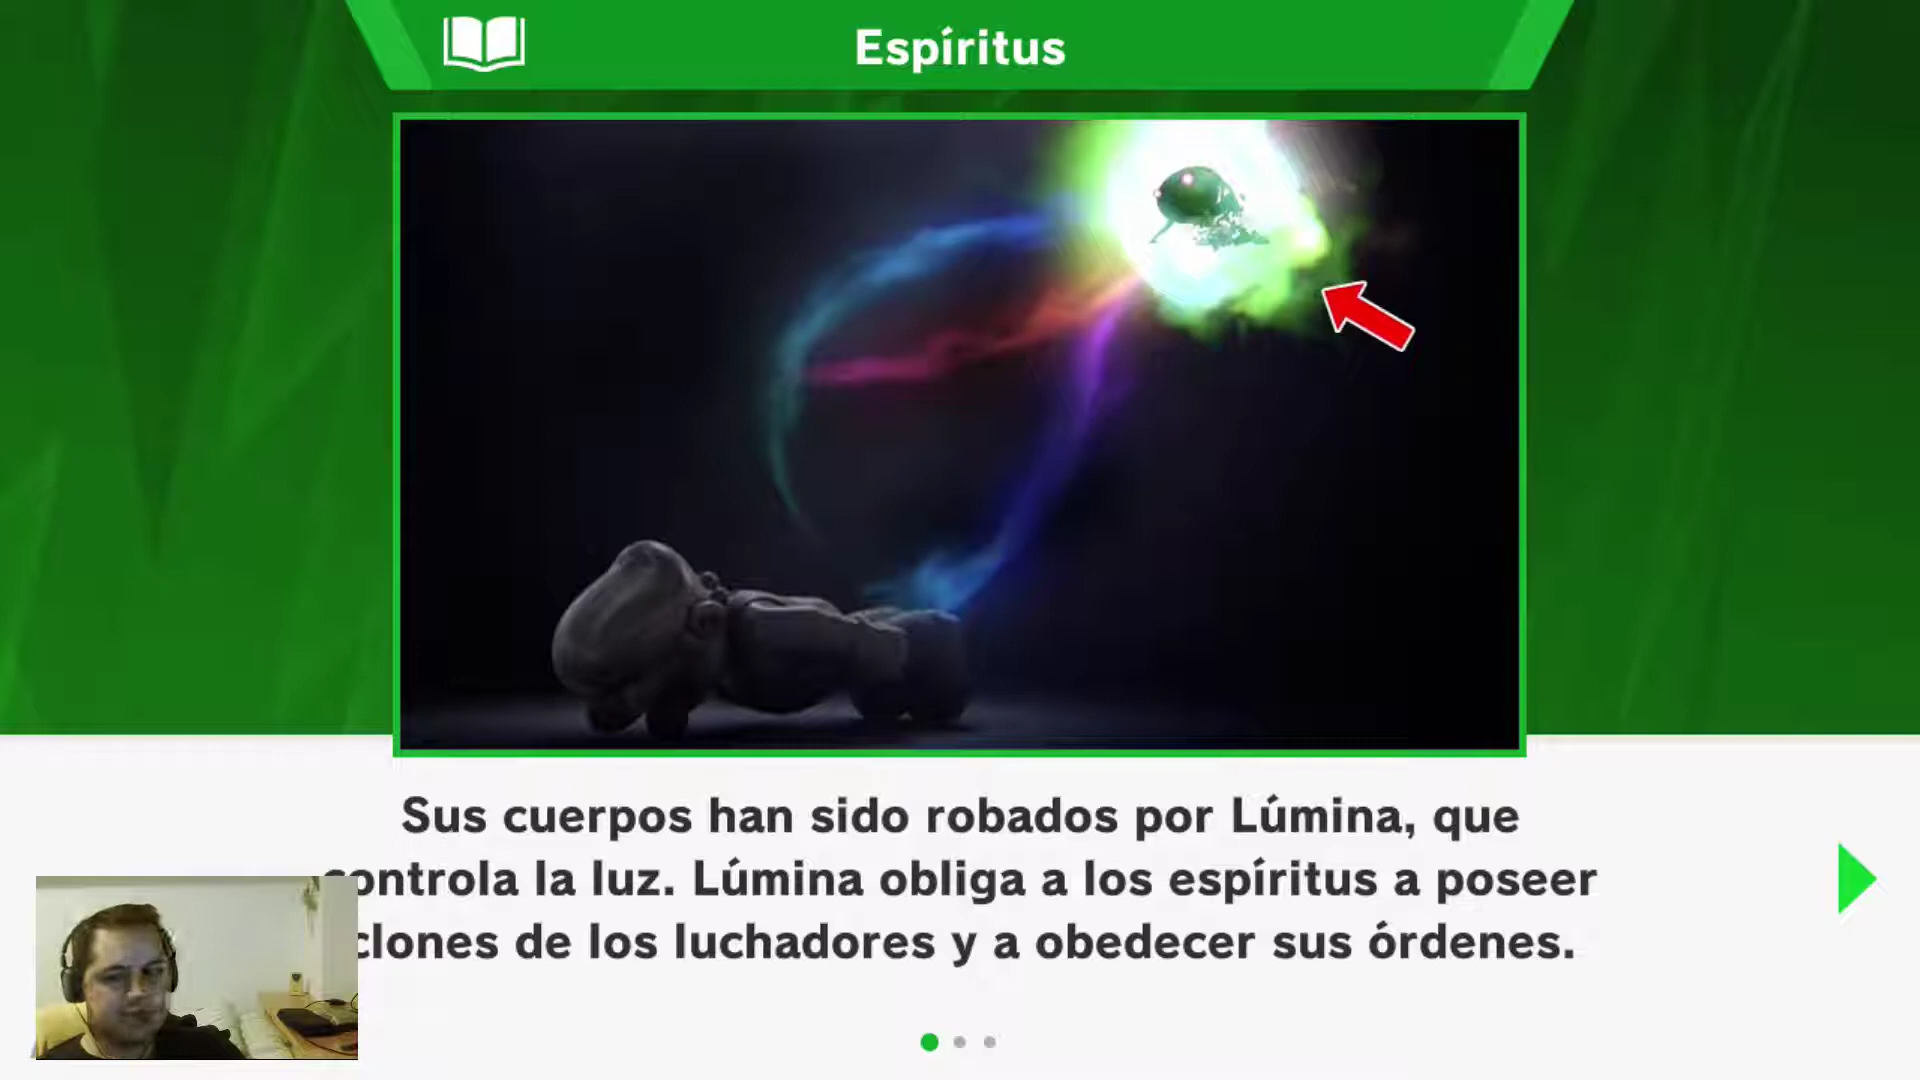 Espíritus
Sus cuerpos han sido robados por Lúmina, que
controla la luz. Lúmina obliga a los espíritus a poseer
clones de los luchadores y a obedecer sus órdenes.